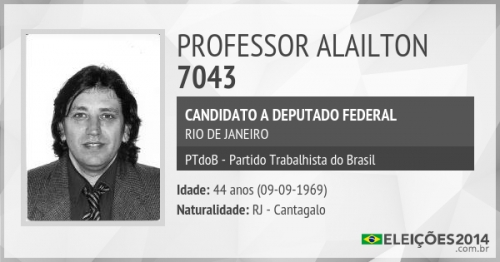 PROFESSOR ALAILTON
7043
CANDIDATO A DEPUTADO FEDERAL
RIO DE JANEIRO
PTdoB - Partido Trabalhista do Brasil
Idade: 44 anos (09-09-1969)
Naturalidade: RJ - Cantagalo
ELEIÇÕES2014
.com.br